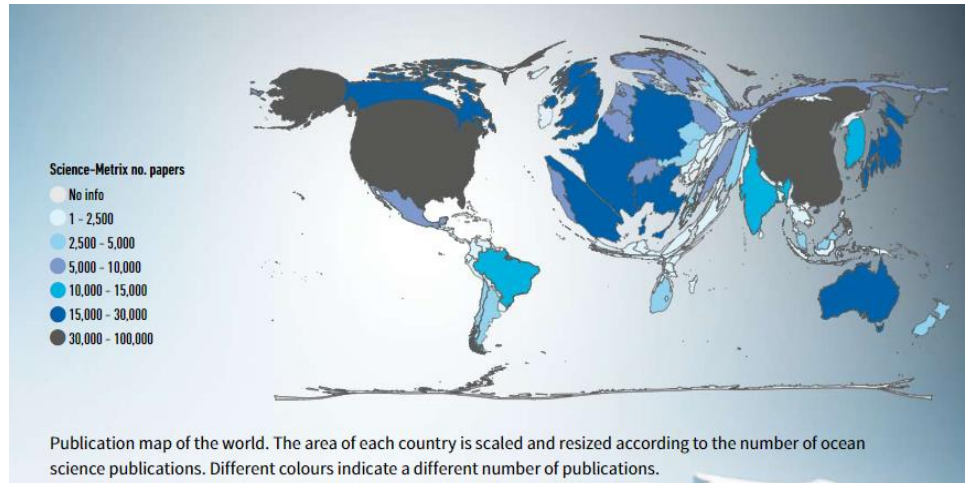 Science-Metrix no. papers
No info
1 - 2,500
2,500 - 5,000
5,000 - 10,000
10,000 - 15,000
15,000 - 30,000
30,000 - 100,000
Publication map of the world. The area of each country is scaled and resized according to the number of ocean
science publications. Different colours indicate a different number of publications.